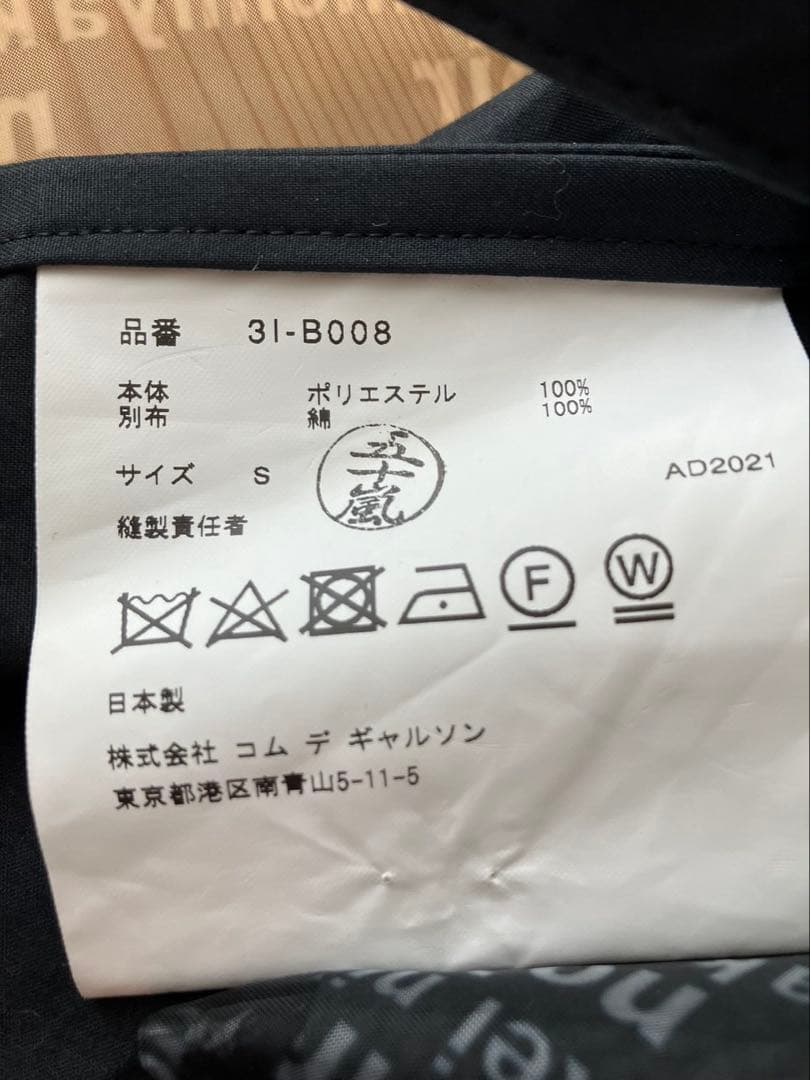 品番 3I-B008
本体 ポリエステル 100%
別布 綿 100%
サイズ S 五十嵐 AD2021
縫製責任者
F W
日本製
株式会社 コム デ ギャルソン
東京都港区南青山5-11-5